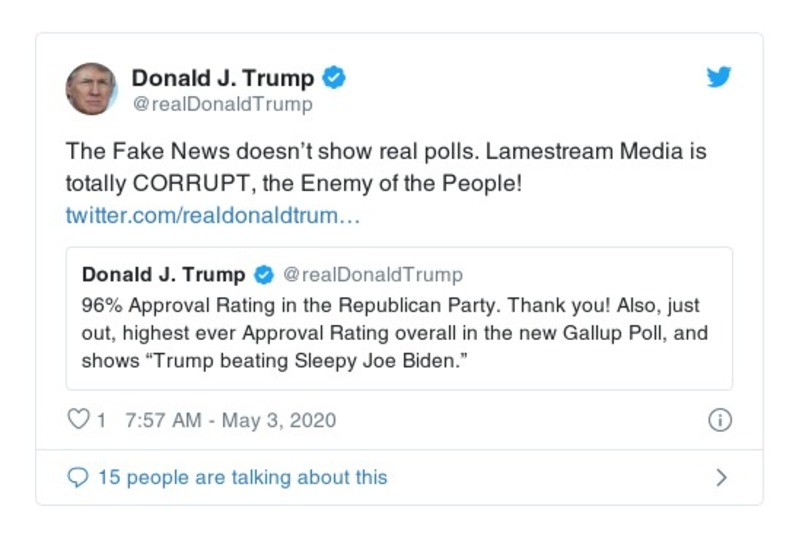 Donald J. Trump
@realDonaldTrump
The Fake News doesn’t show real polls. Lamestream Media is
totally CORRUPT, the Enemy of the People!
twitter.com/realdonaldtrum…
Donald J. Trump @realDonaldTrump
96% Approval Rating in the Republican Party. Thank you! Also, just
out, highest ever Approval Rating overall in the new Gallup Poll, and
shows “Trump beating Sleepy Joe Biden.”
1 7:57 AM - May 3, 2020
15 people are talking about this